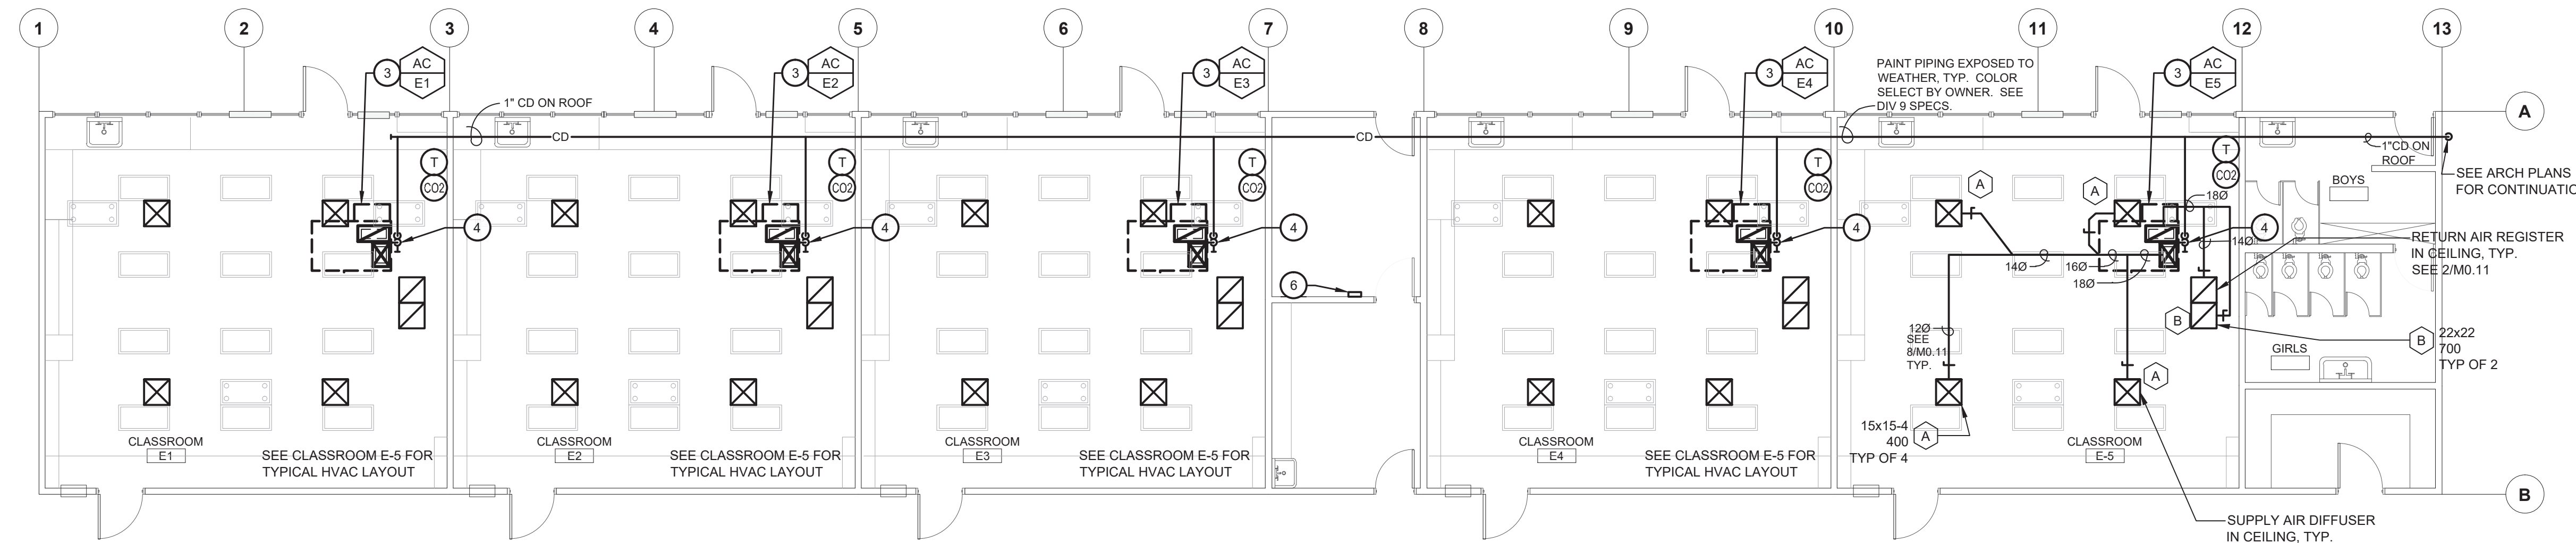 1
2
3
4
5
6
7
8
9
10
11
12
13
3
AC
E1
3
AC
E2
3
AC
E3
3
AC
E4
3
AC
E5
PAINT PIPING EXPOSED TO
WEATHER, TYP. COLOR
SELECT BY OWNER. SEE
DIV 9 SPECS.
1" CD ON ROOF
A
CD
CD
1"CD ON
ROOF
T
CO2
T
CO2
T
CO2
T
CO2
T
CO2
SEE ARCH PLANS
FOR CONTINUATIO
BOYS
A
A
18Ø
4
4
4
4
4
14Ø
RETURN AIR REGISTER
IN CEILING, TYP.
SEE 2/M0.11
14Ø
16Ø
18Ø
6
B
12Ø
SEE
8/M0.11
TYP.
B
22x22
700
TYP OF 2
GIRLS
A
15x15-4
400
TYP OF 4
A
CLASSROOM
E1
SEE CLASSROOM E-5 FOR
TYPICAL HVAC LAYOUT
CLASSROOM
E2
SEE CLASSROOM E-5 FOR
TYPICAL HVAC LAYOUT
CLASSROOM
E3
SEE CLASSROOM E-5 FOR
TYPICAL HVAC LAYOUT
CLASSROOM
E4
SEE CLASSROOM E-5 FOR
TYPICAL HVAC LAYOUT
CLASSROOM
E-5
B
SUPPLY AIR DIFFUSER
IN CEILING, TYP.